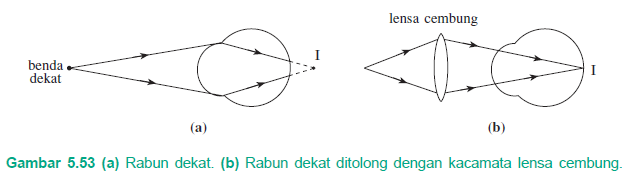 lensa cembung
benda
dekat
I
I
(a)
(b)
Gambar 5.53 (a) Rabun dekat. (b) Rabun dekat ditolong dengan kacamata lensa cembung.